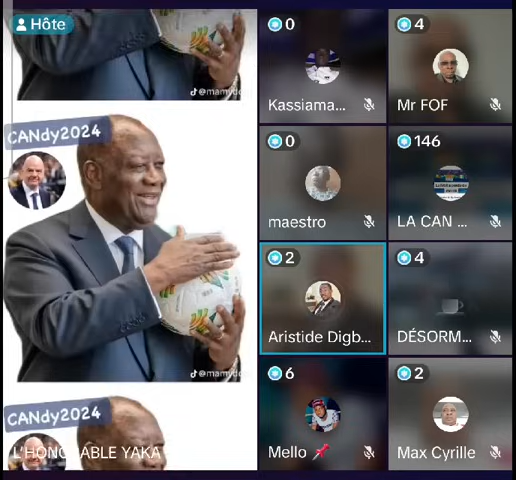 Hôte
@mamydo
CANdy2024
@mamydo
CANdy2024
L'HONORABLE YAKA
0
Kassiama...
4
Mr FOF
0
maestro
146
LA CAN ...
2
Aristide Digb...
4
DÉSORM...
6
Mello
2
Max Cyrille